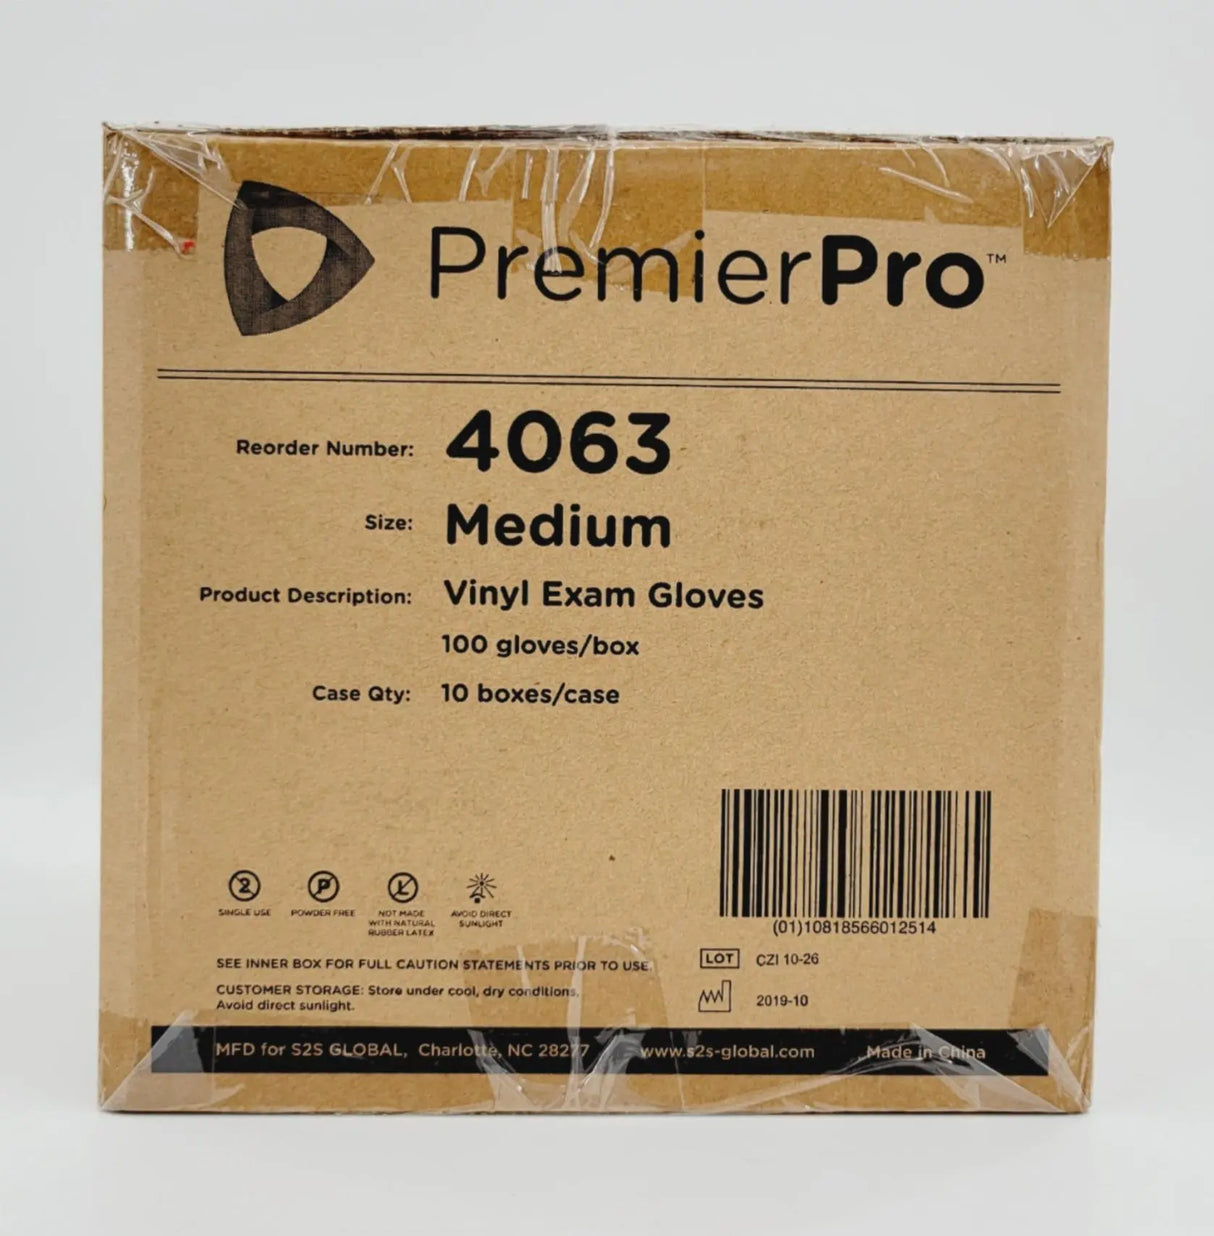 PremierPro™
Reorder Number: 4063
Size: Medium
Product Description: Vinyl Exam Gloves
100 gloves/box
Case Qty: 10 boxes/case
2 P L
SINGLE USE
POWDER FREE
NOT MADE
WITH NATURAL
RUBBER LATEX
AVOID DIRECT
SUNLIGHT
(01)10818566012514
SEE INNER BOX FOR FULL CAUTION STATEMENTS PRIOR TO USE.
CUSTOMER STORAGE: Store under cool, dry conditions.
Avoid direct sunlight.
LOT CZI 10-26
2019-10
MFD for S2S GLOBAL, Charlotte, NC 28277 www.s2s-global.com Made in China